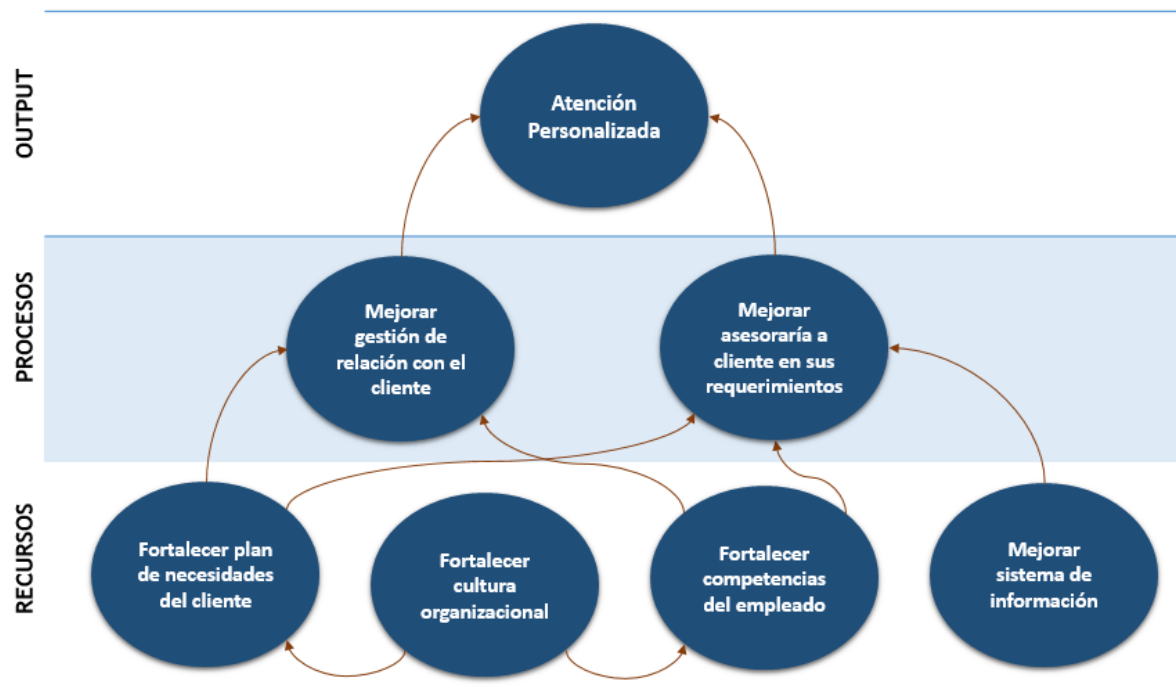 OUTPUT
Atención
Personalizada
PROCESOS
Mejorar
gestión de
relación con el
cliente
Mejorar
asesoraría a
cliente en sus
requerimientos
RECURSOS
Fortalecer plan
de necesidades
del cliente
Fortalecer
cultura
organizacional
Fortalecer
competencias
del empleado
Mejorar
sistema de
información